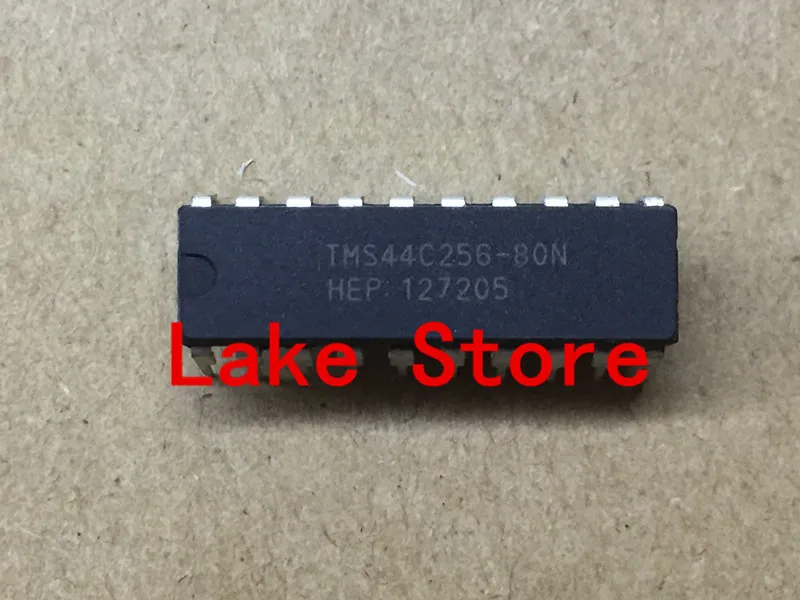 TMS44C256-80N
HEP 127205
Lake Store